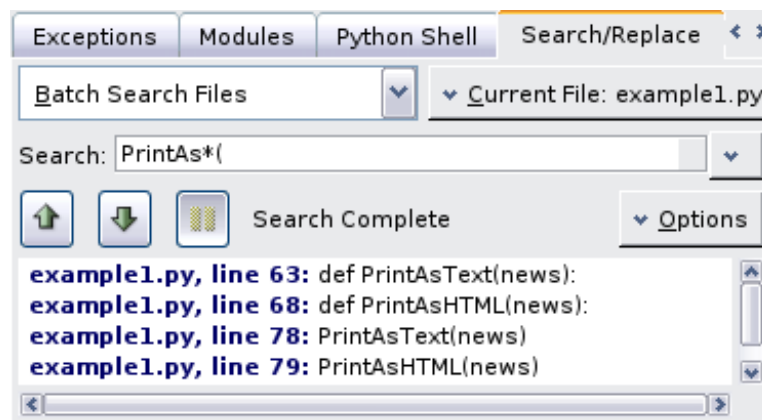 Exceptions Modules Python Shell Search/Replace
Batch Search Files Current File: example1.py
Search: PrintAs*(
Search Complete Options
example1.py, line 63: def PrintAsText(news):
example1.py, line 68: def PrintAsHTML(news):
example1.py, line 78: PrintAsText(news)
example1.py, line 79: PrintAsHTML(news)